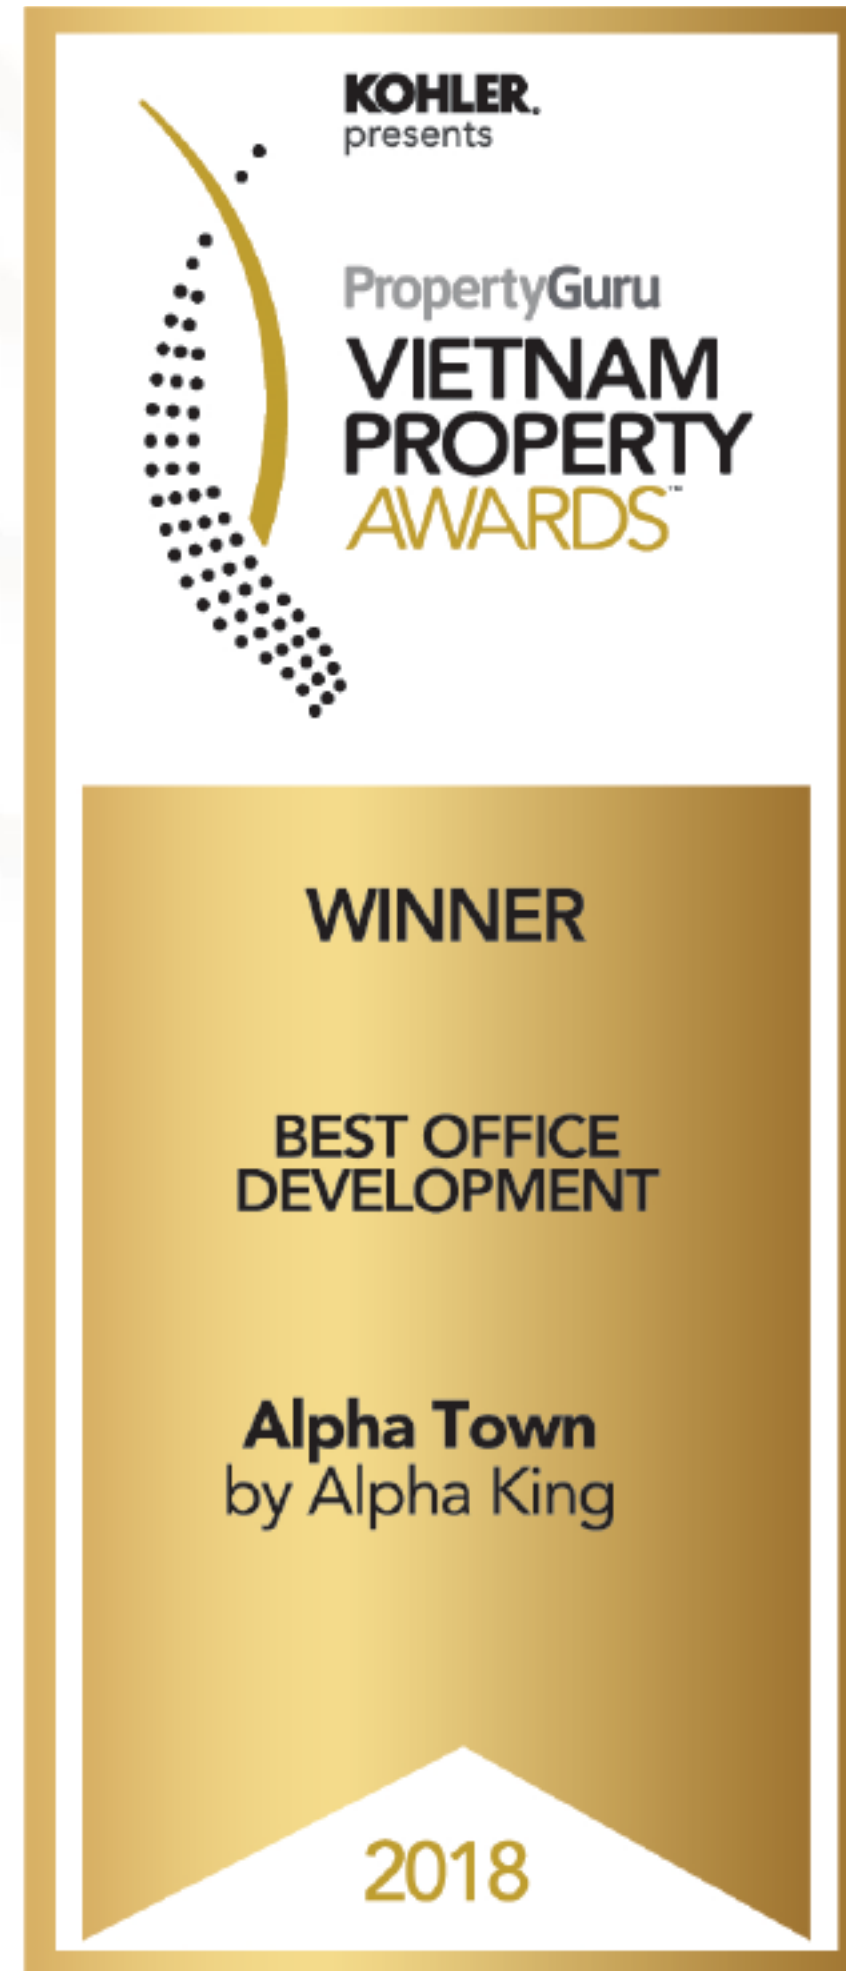 KOHLER.
presents
PropertyGuru
VIETNAM
PROPERTY
AWARDS™
WINNER
BEST OFFICE
DEVELOPMENT
Alpha Town
by Alpha King
2018